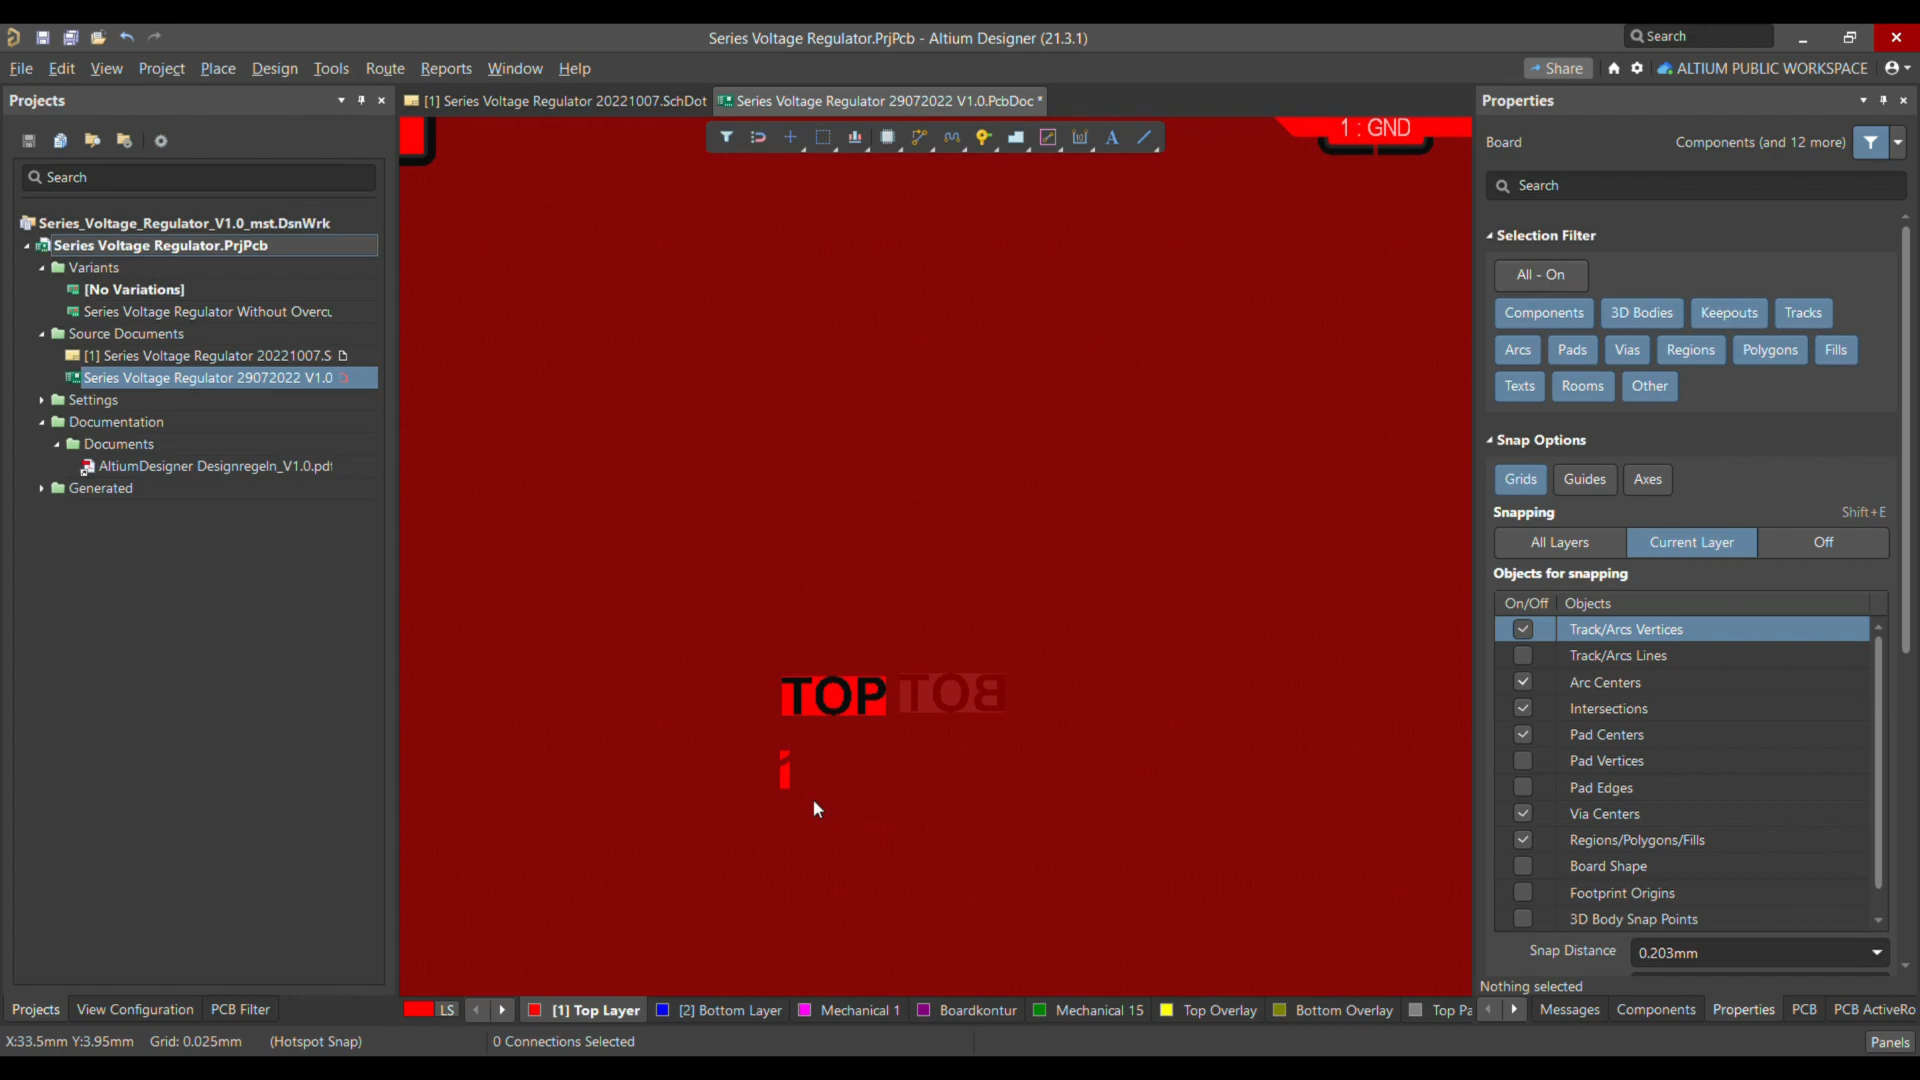 Series Voltage Regulator.PrjPcb - Altium Designer (21.3.1)
Search
File Edit View Project Place Design Tools Route Reports Window Help
Share
ALTIUM PUBLIC WORKSPACE
Projects
[1] Series Voltage Regulator 20221007.SchDot
Series Voltage Regulator 29072022 V1.0.PcbDoc *
Properties
1 : GND
Board
Components (and 12 more)
Search
Search
Series_Voltage_Regulator_V1.0_mst.DsnWrk
Series Voltage Regulator.PrjPcb
Variants
[No Variations]
Series Voltage Regulator Without Overcu
Source Documents
[1] Series Voltage Regulator 20221007.S
Series Voltage Regulator 29072022 V1.0
Settings
Documentation
Documents
AltiumDesigner Designregeln_V1.0.pdf
Generated
TOP
BOT
1
Selection Filter
All - On
Components 3D Bodies Keepouts Tracks
Arcs Pads Vias Regions Polygons Fills
Texts Rooms Other
Snap Options
Grids Guides Axes
Snapping Shift+E
All Layers Current Layer Off
Objects for snapping
On/Off Objects
Track/Arcs Vertices
Track/Arcs Lines
Arc Centers
Intersections
Pad Centers
Pad Vertices
Pad Edges
Via Centers
Regions/Polygons/Fills
Board Shape
Footprint Origins
3D Body Snap Points
Snap Distance 0.203mm
Nothing selected
Projects View Configuration PCB Filter
LS [1] Top Layer [2] Bottom Layer Mechanical 1 Boardkontur Mechanical 15 Top Overlay Bottom Overlay Top Pa
Messages Components Properties PCB PCB ActiveRo
X:33.5mm Y:3.95mm Grid: 0.025mm (Hotspot Snap)
0 Connections Selected
Panels